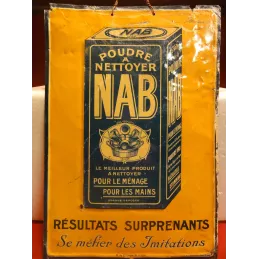 NAB
POUDRE
A
NETTOYER
NAB
LE MEILLEUR PRODUIT
A NETTOYER
POUR LE MÉNAGE
POUR LES MAINS
RÉSULTATS SURPRENANTS
Se méfier des Imitations